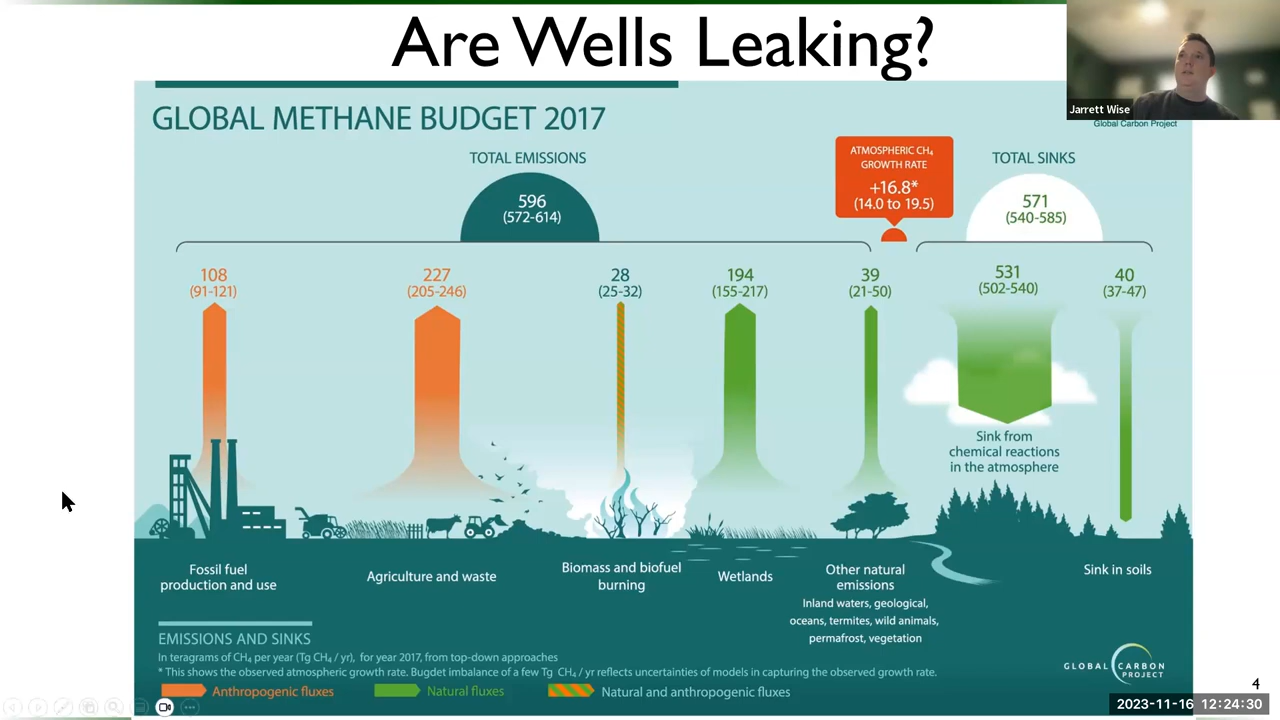 Are Wells Leaking?
Jarrett Wise
Global Carbon Project
GLOBAL METHANE BUDGET 2017
TOTAL EMISSIONS
596
(572-614)
ATMOSPHERIC CH₄
GROWTH RATE
+16.8*
(14.0 to 19.5)
TOTAL SINKS
571
(540-585)
108
(91-121)
227
(205-246)
28
(25-32)
194
(155-217)
39
(21-50)
531
(502-540)
40
(37-47)
Sink from
chemical reactions
in the atmosphere
Fossil fuel
production and use
Agriculture and waste
Biomass and biofuel
burning
Wetlands
Other natural
emissions
Inland waters, geological,
oceans, termites, wild animals,
permafrost, vegetation
Sink in soils
EMISSIONS AND SINKS
In teragrams of CH₄ per year (Tg CH₄ / yr), for year 2017, from top-down approaches
* This shows the observed atmospheric growth rate. Bugdet imbalance of a few Tg CH₄ / yr reflects uncertainties of models in capturing the observed growth rate.
Anthropogenic fluxes
Natural fluxes
Natural and anthropogenic fluxes
GLOBAL CARBON
PROJECT
4
2023-11-16 12:24:30